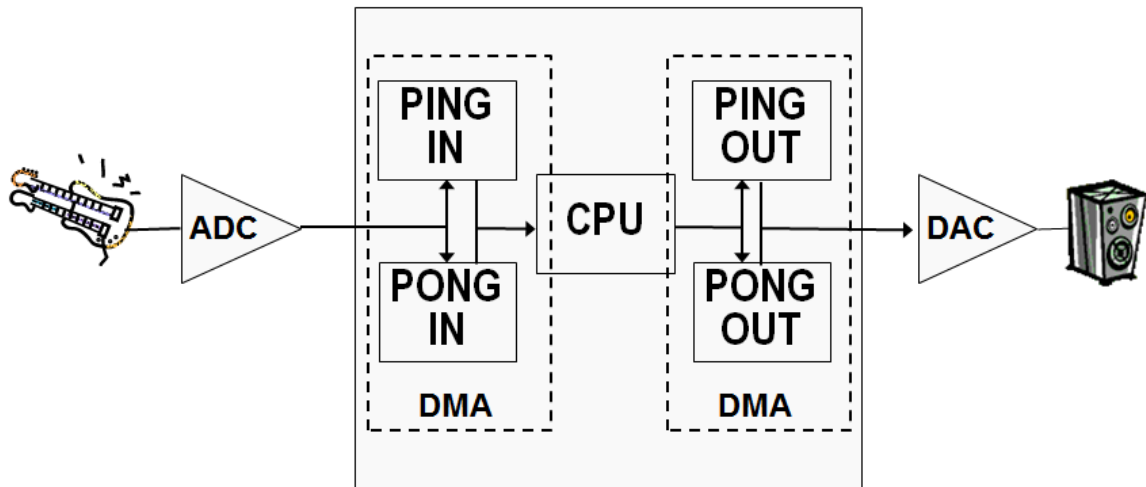 PING
IN
PING
OUT
ADC
CPU
DAC
PONG
IN
PONG
OUT
DMA
DMA